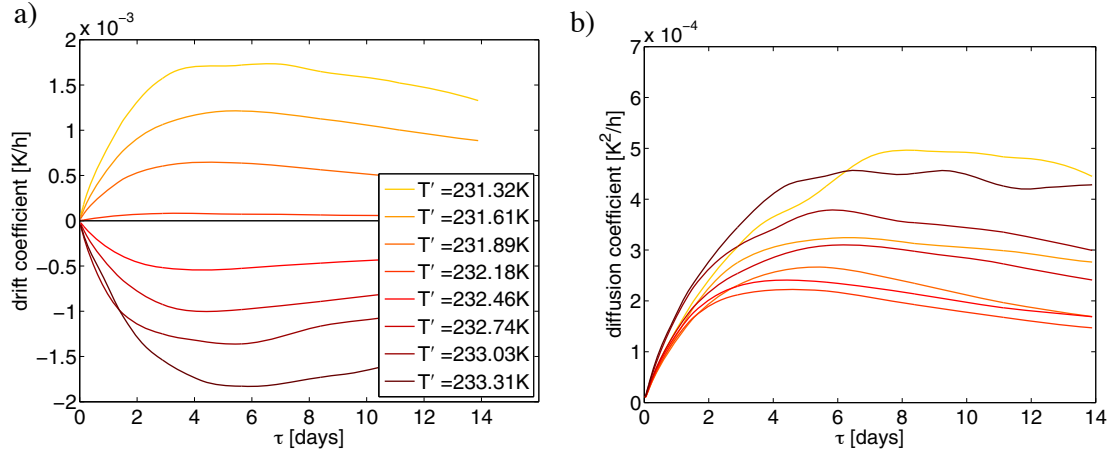 a)
2 x 10⁻³
1.5
1
0.5
0
−0.5
−1
−1.5
−2
drift coefficient [K/h]
0 2 4 6 8 10 12 14
τ [days]
T′ =231.32K
T′ =231.61K
T′ =231.89K
T′ =232.18K
T′ =232.46K
T′ =232.74K
T′ =233.03K
T′ =233.31K
b)
7 x 10⁻⁴
6
5
4
3
2
1
0
diffusion coefficient [K²/h]
0 2 4 6 8 10 12 14
τ [days]